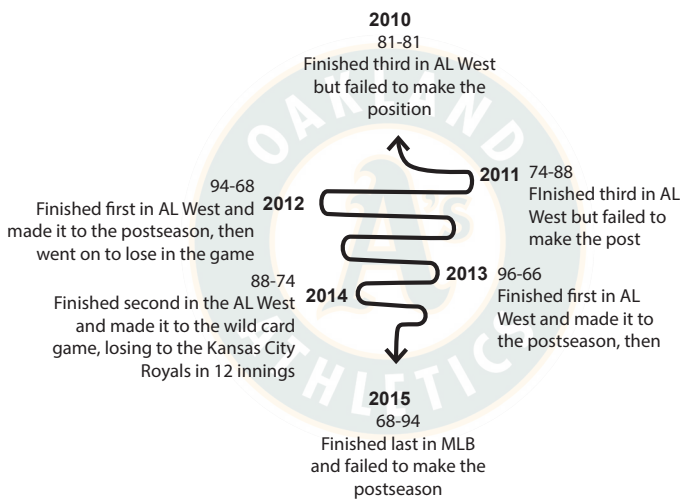 2010
81-81
Finished third in AL West
but failed to make the
position
2011
74-88
FInished third in AL
West but failed to
make the post
2012
94-68
Finished first in AL West and
made it to the postseason, then
went on to lose in the game
2013
96-66
Finished first in AL
West and made it to
the postseason, then
2014
88-74
Finished second in the AL West
and made it to the wild card
game, losing to the Kansas City
Royals in 12 innings
2015
68-94
Finished last in MLB
and failed to make the
postseason
OAKLAND
A's
ATHLETICS